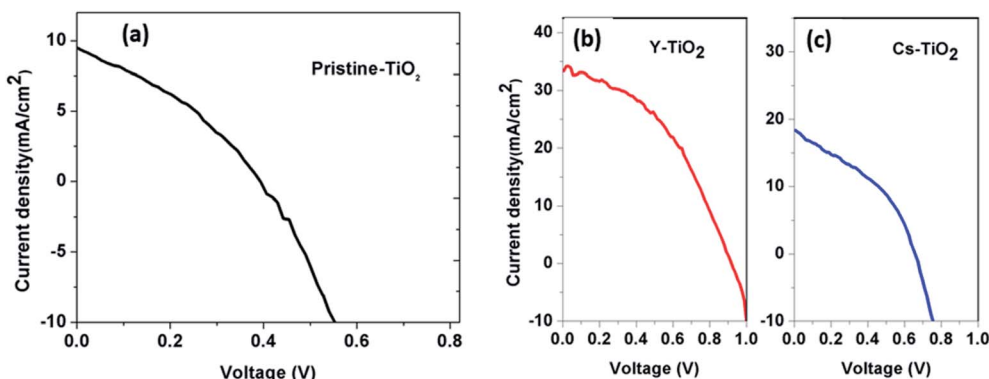 (a)
Pristine-TiO₂
Current density(mA/cm²)
10
5
0
-5
-10
0.0 0.2 0.4 0.6 0.8
Voltage (V)
(b)
Y-TiO₂
Current density(mA/cm²)
40
30
20
10
0
-10
0.0 0.2 0.4 0.6 0.8 1.0
Voltage (V)
(c)
Cs-TiO₂
30
20
10
0
-10
0.0 0.2 0.4 0.6 0.8 1.0
Voltage (V)